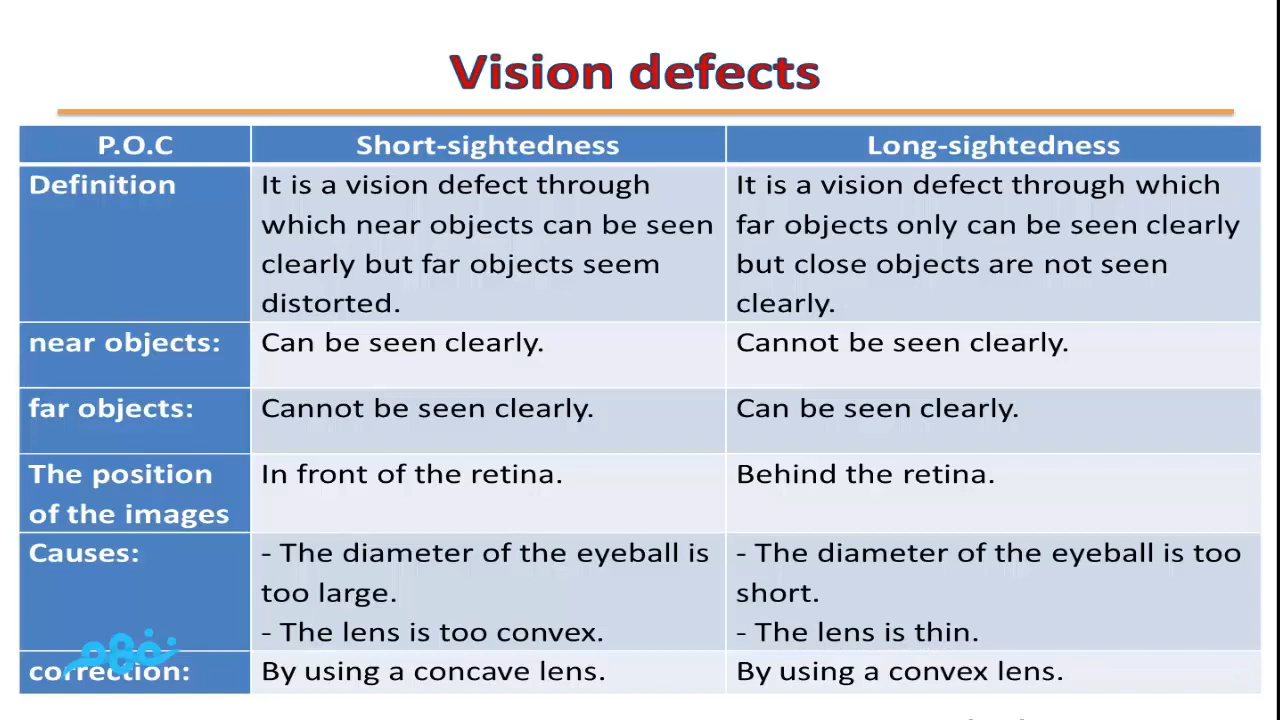 Vision defects
P.O.C
Short-sightedness
Long-sightedness
Definition
It is a vision defect through
which near objects can be seen
clearly but far objects seem
distorted.
It is a vision defect through which
far objects only can be seen clearly
but close objects are not seen
clearly.
near objects:
Can be seen clearly.
Cannot be seen clearly.
far objects:
Cannot be seen clearly.
Can be seen clearly.
The position
of the images
In front of the retina.
Behind the retina.
Causes:
- The diameter of the eyeball is
too large.
- The lens is too convex.
- The diameter of the eyeball is too
short.
- The lens is thin.
نفهم
correction:
By using a concave lens.
By using a convex lens.